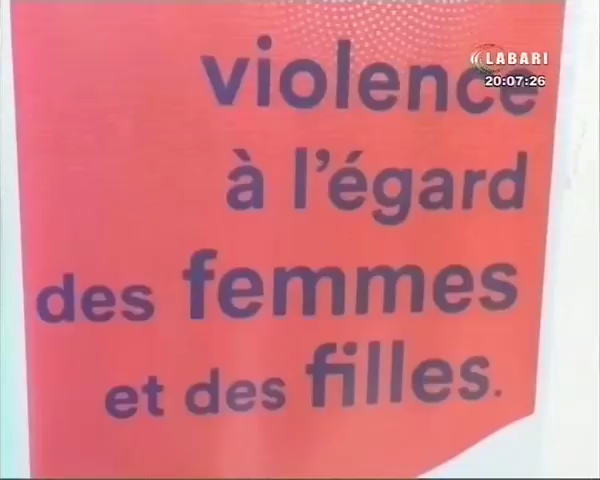 LABARI
20:07:26
violence
à l'égard
des femmes
et des filles.